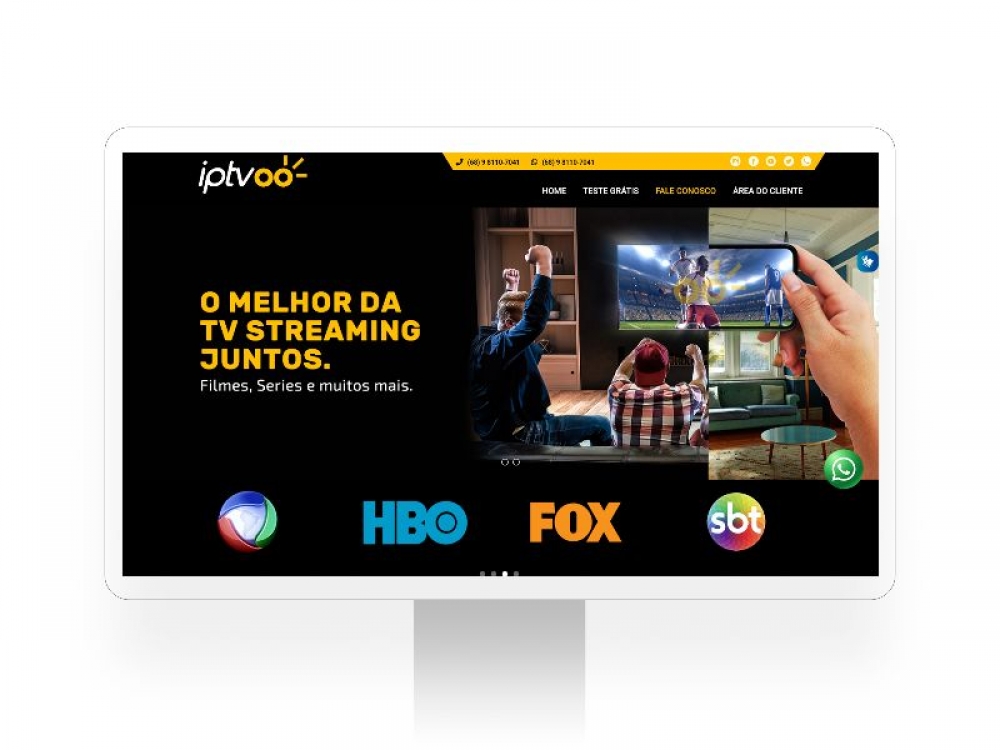 iptvoo
(68) 9 8110-7041 (68) 9 8110-7041
HOME TESTE GRÁTIS FALE CONOSCO ÁREA DO CLIENTE
O MELHOR DA
TV STREAMING
JUNTOS.
Filmes, Series e muitos mais.
HBO FOX sbt